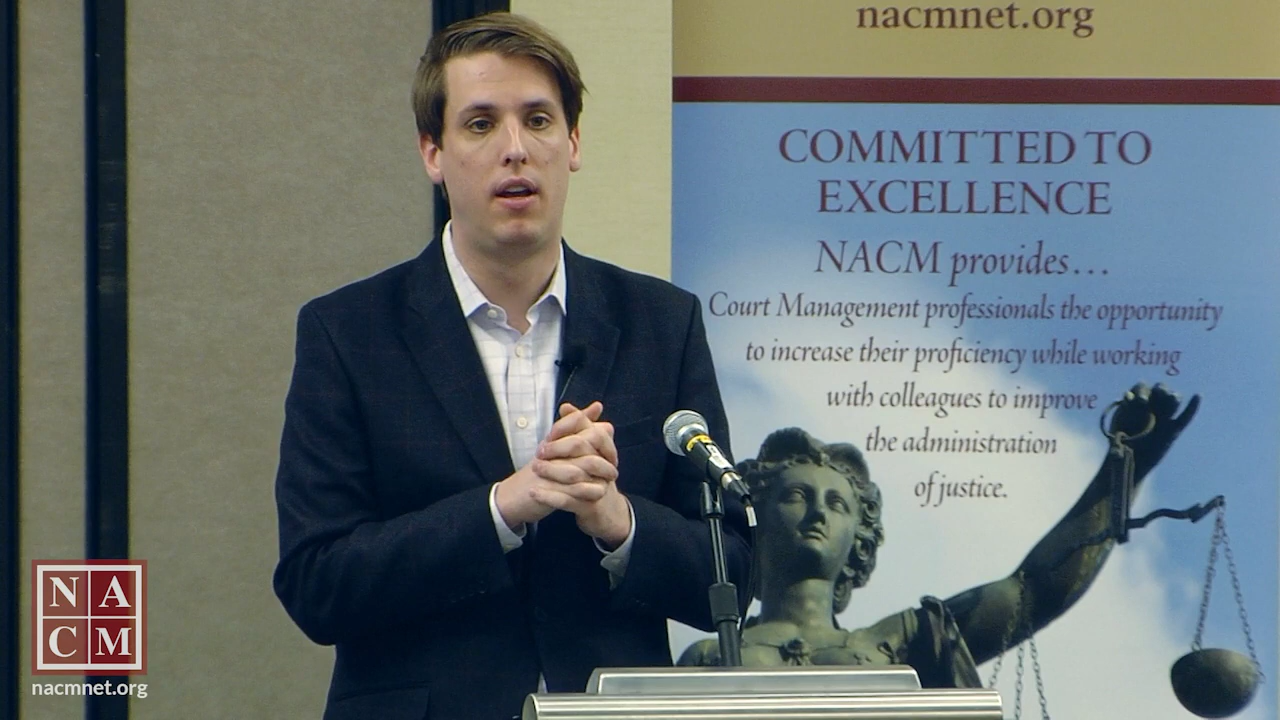 nacmnet.org
COMMITTED TO
EXCELLENCE
NACM provides...
Court Management professionals the opportunity
to increase their proficiency while working
with colleagues to improve
the administration
of justice.
N A
C M
nacmnet.org